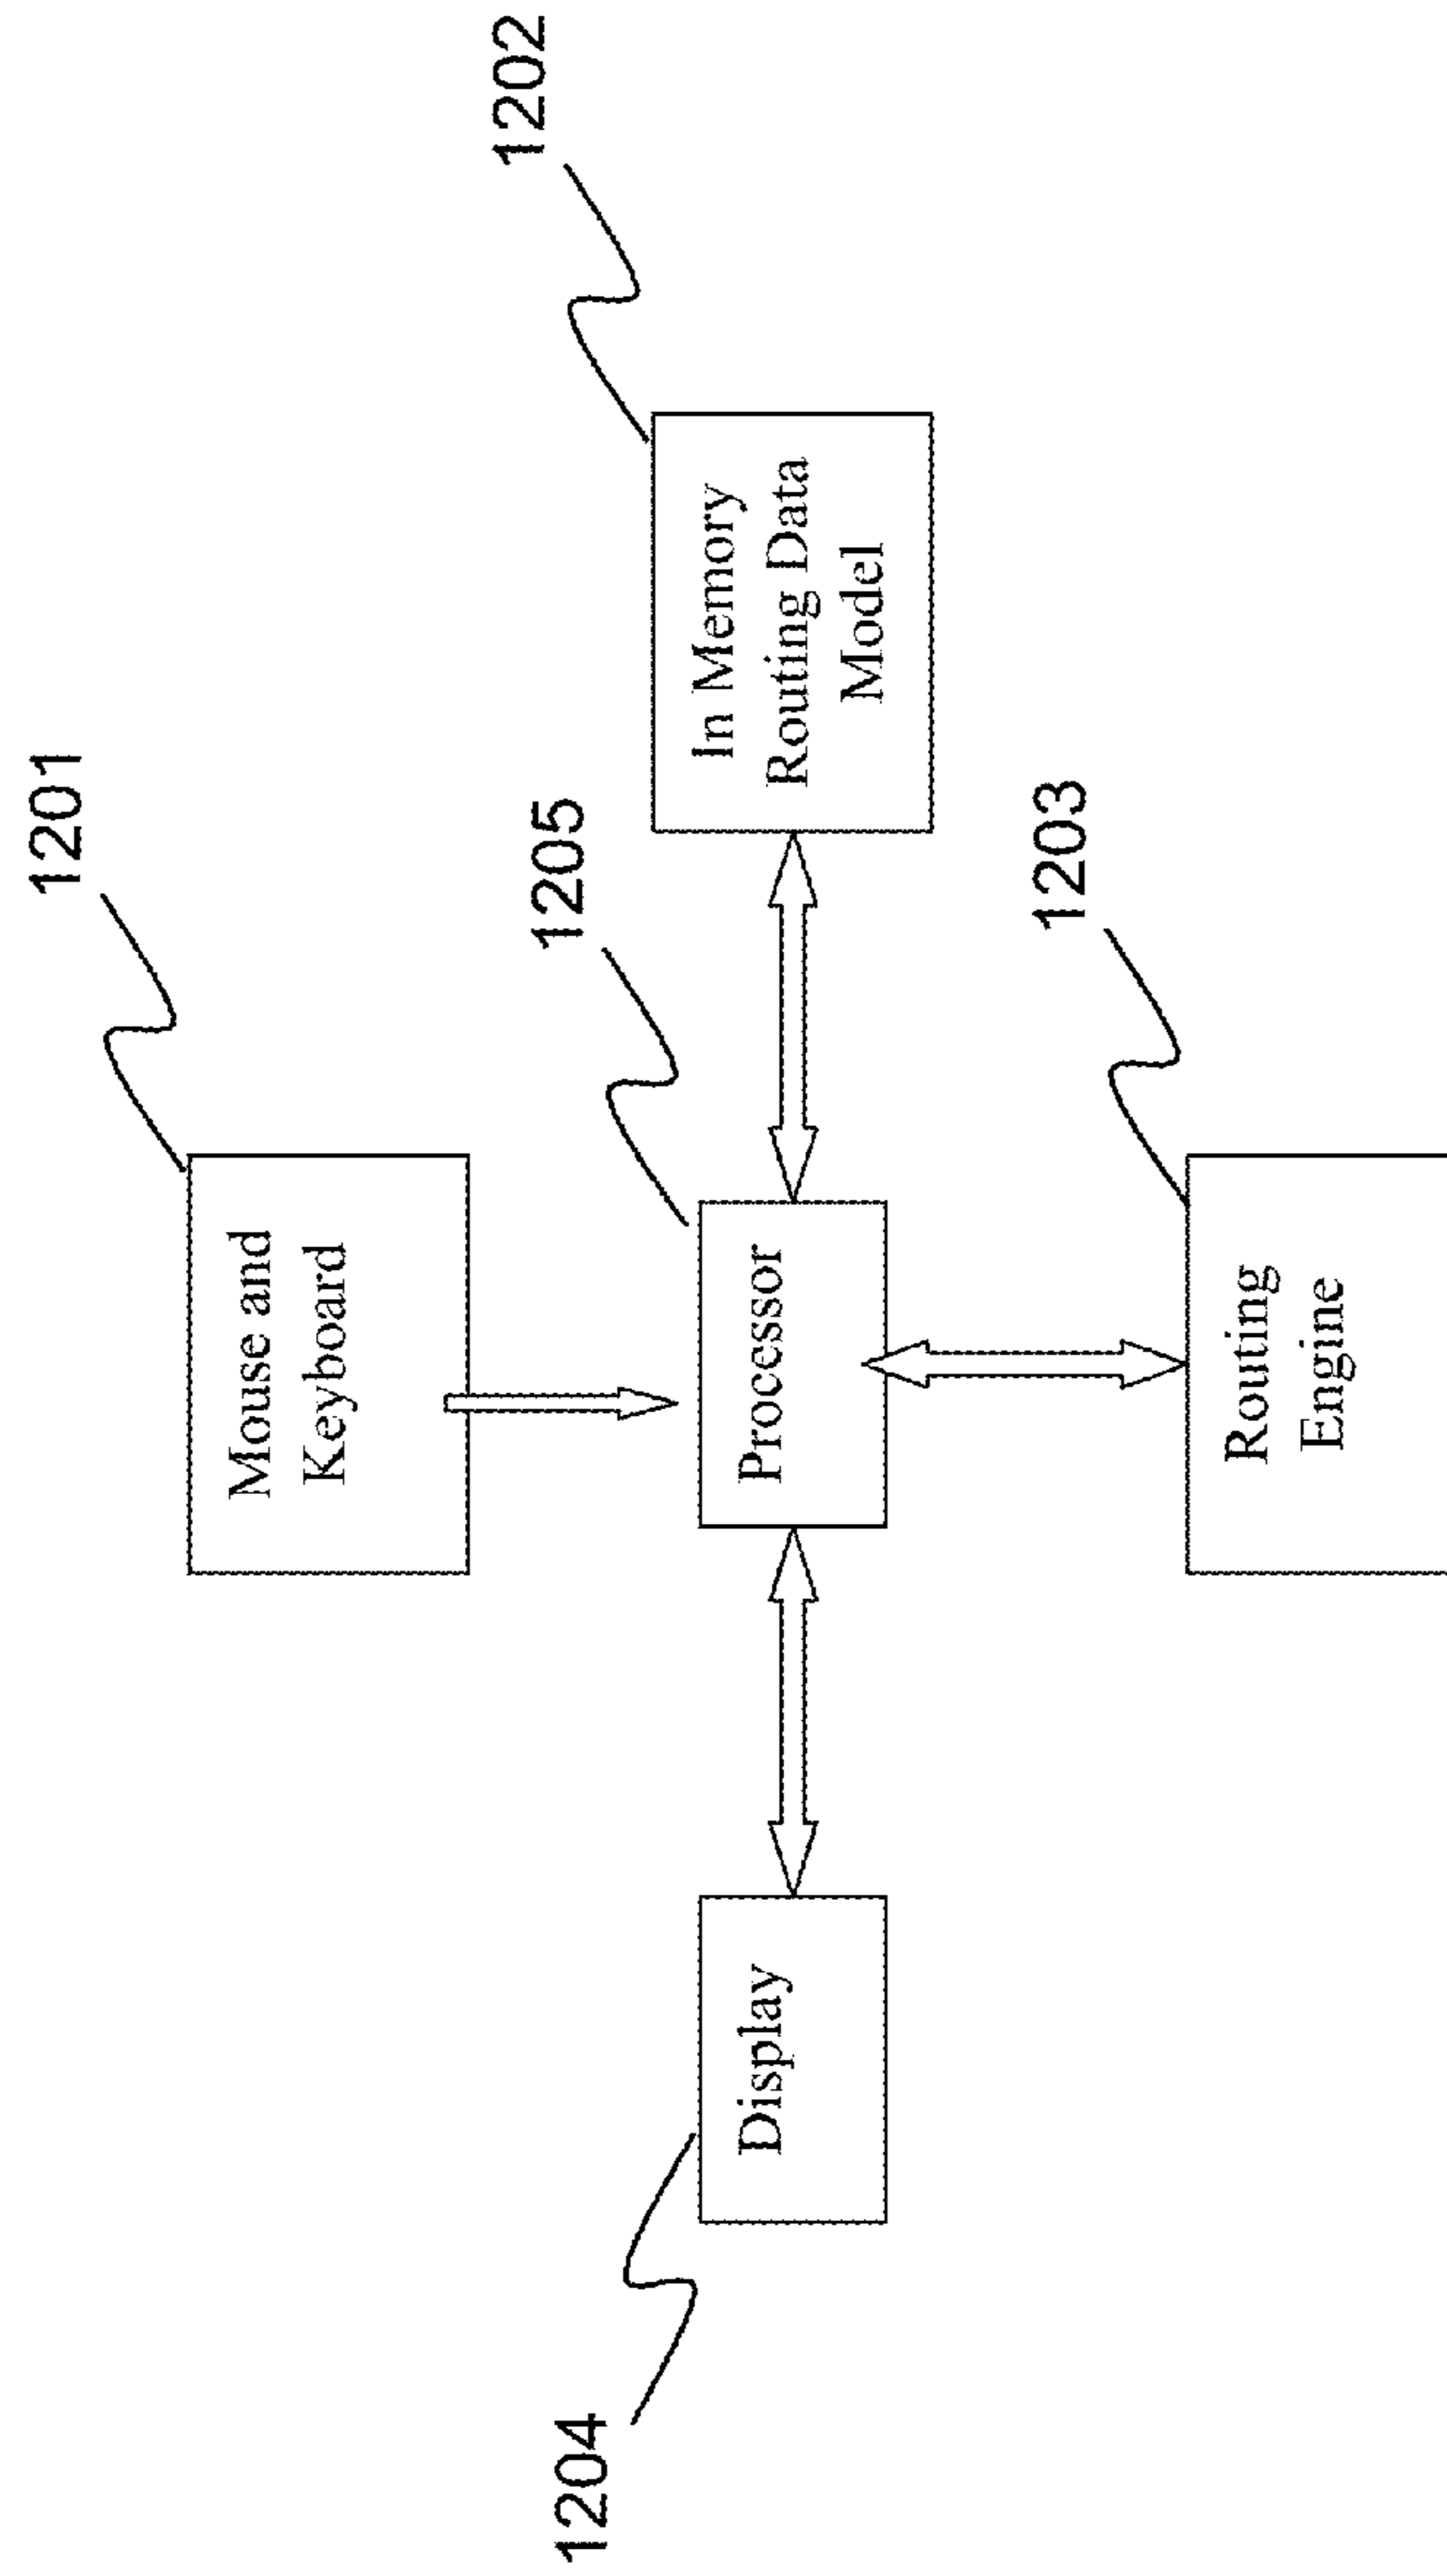 1201
Mouse and
Keyboard
1204
1205
1202
Display
Processor
In Memory
Routing Data
Model
1203
Routing
Engine